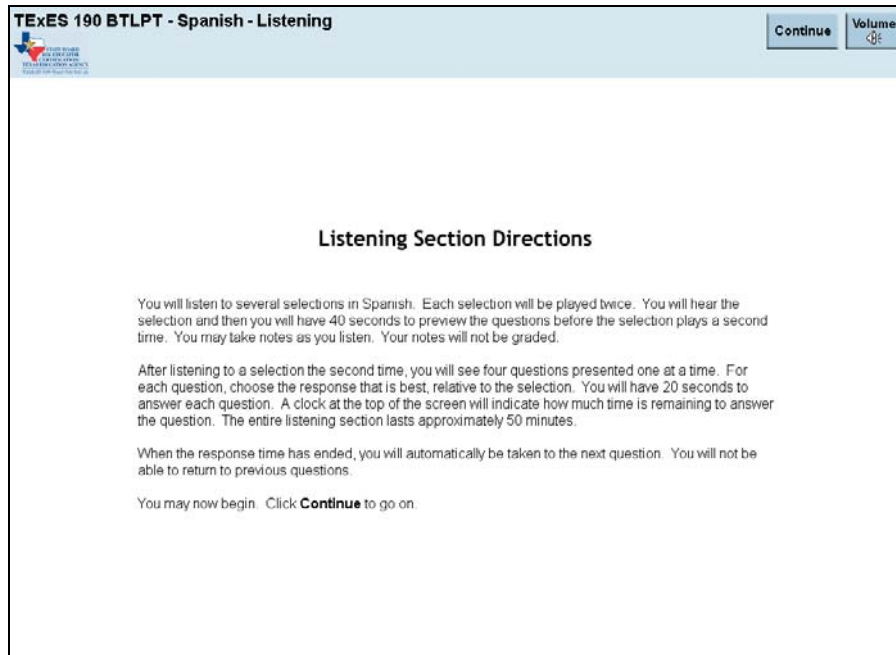 TExES 190 BTLPT - Spanish - Listening
Continue
Volume
STATE BOARD
FOR EDUCATOR
CERTIFICATION
TEXAS EDUCATION AGENCY
Listening Section Directions
You will listen to several selections in Spanish. Each selection will be played twice. You will hear the
selection and then you will have 40 seconds to preview the questions before the selection plays a second
time. You may take notes as you listen. Your notes will not be graded.
After listening to a selection the second time, you will see four questions presented one at a time. For
each question, choose the response that is best, relative to the selection. You will have 20 seconds to
answer each question. A clock at the top of the screen will indicate how much time is remaining to answer
the question. The entire listening section lasts approximately 50 minutes.
When the response time has ended, you will automatically be taken to the next question. You will not be
able to return to previous questions.
You may now begin. Click Continue to go on.